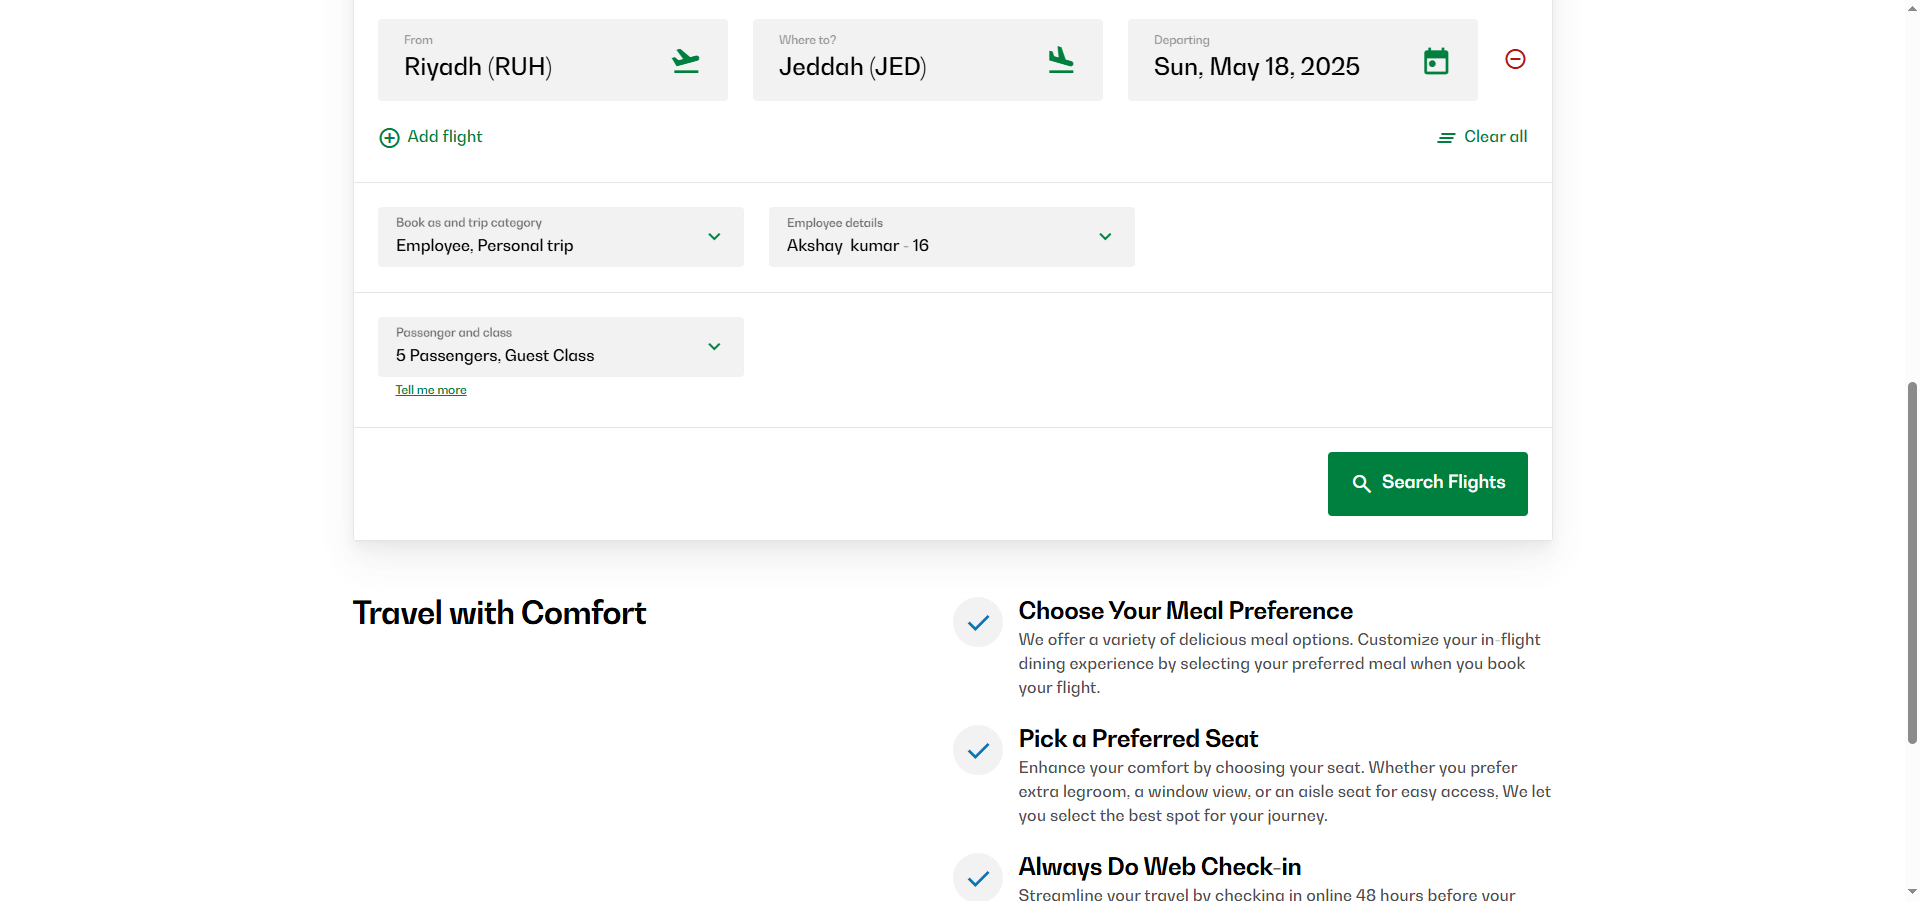 From
Riyadh (RUH)
Where to?
Jeddah (JED)
Departing
Sun, May 18, 2025
Add flight
Clear all
Book as and trip category
Employee, Personal trip
Employee details
Akshay  kumar - 16
Passenger and class
5 Passengers, Guest Class
Tell me more
Search Flights
Travel with Comfort
Choose Your Meal Preference
We offer a variety of delicious meal options. Customize your in-flight
dining experience by selecting your preferred meal when you book
your flight.
Pick a Preferred Seat
Enhance your comfort by choosing your seat. Whether you prefer
extra legroom, a window view, or an aisle seat for easy access, We let
you select the best spot for your journey.
Always Do Web Check-in
Streamline your travel by checking in online 48 hours before your